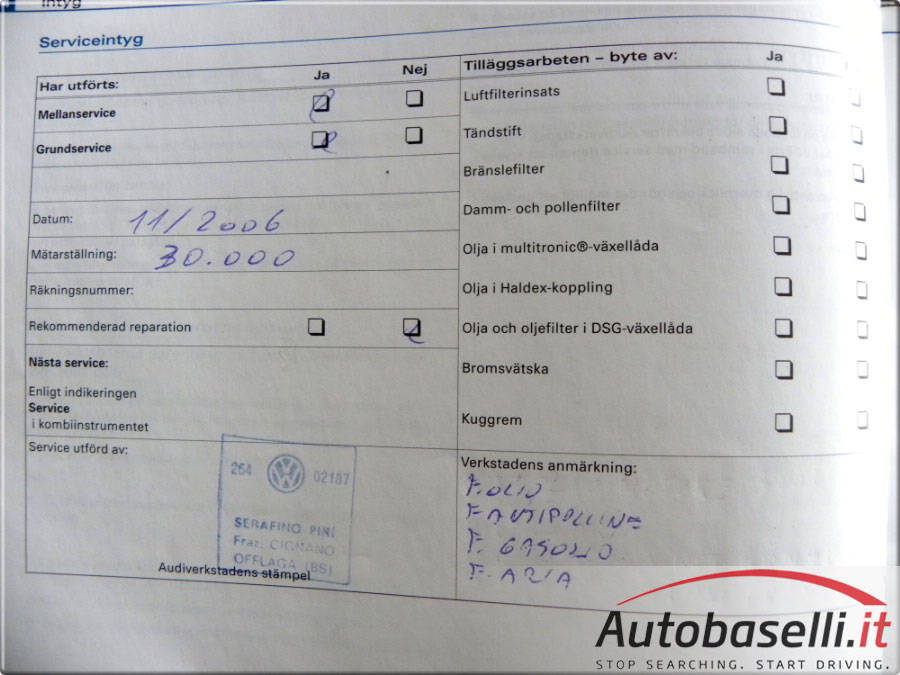 Intyg
Serviceintyg
Har utförts: Ja Nej
Mellanservice
Grundservice
Datum: 11/2006
Mätarställning: 30.000
Räkningsnummer:
Rekommenderad reparation
Nästa service:
Enligt indikeringen
Service
i kombiinstrumentet
Service utförd av:
264 02187
SERAFINO PINI
Fraz. CIGNANO
OFFLAGA (BS)
Audiverkstadens stämpel
Tilläggsarbeten – byte av: Ja
Luftfilterinsats
Tändstift
Bränslefilter
Damm- och pollenfilter
Olja i multitronic®-växellåda
Olja i Haldex-koppling
Olja och oljefilter i DSG-växellåda
Bromsvätska
Kuggrem
Verkstadens anmärkning:
F. OLIO
F ANTIPOLLINE
F. GASOLIO
F. ARIA
Autobaselli.it
STOP SEARCHING. START DRIVING.